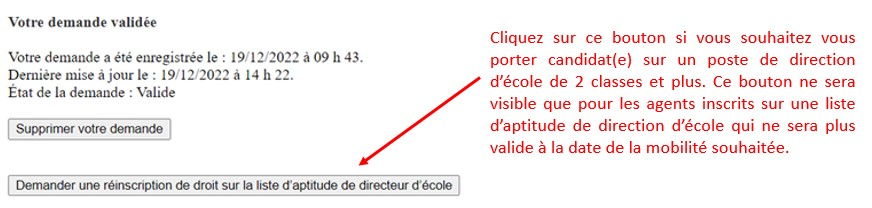 Votre demande validée
Votre demande a été enregistrée le : 19/12/2022 à 09 h 43.
Dernière mise à jour le : 19/12/2022 à 14 h 22.
État de la demande : Valide
Supprimer votre demande
Demander une réinscription de droit sur la liste d'aptitude de directeur d'école
Cliquez sur ce bouton si vous souhaitez vous
porter candidat(e) sur un poste de direction
d'école de 2 classes et plus. Ce bouton ne sera
visible que pour les agents inscrits sur une liste
d'aptitude de direction d'école qui ne sera plus
valide à la date de la mobilité souhaitée.